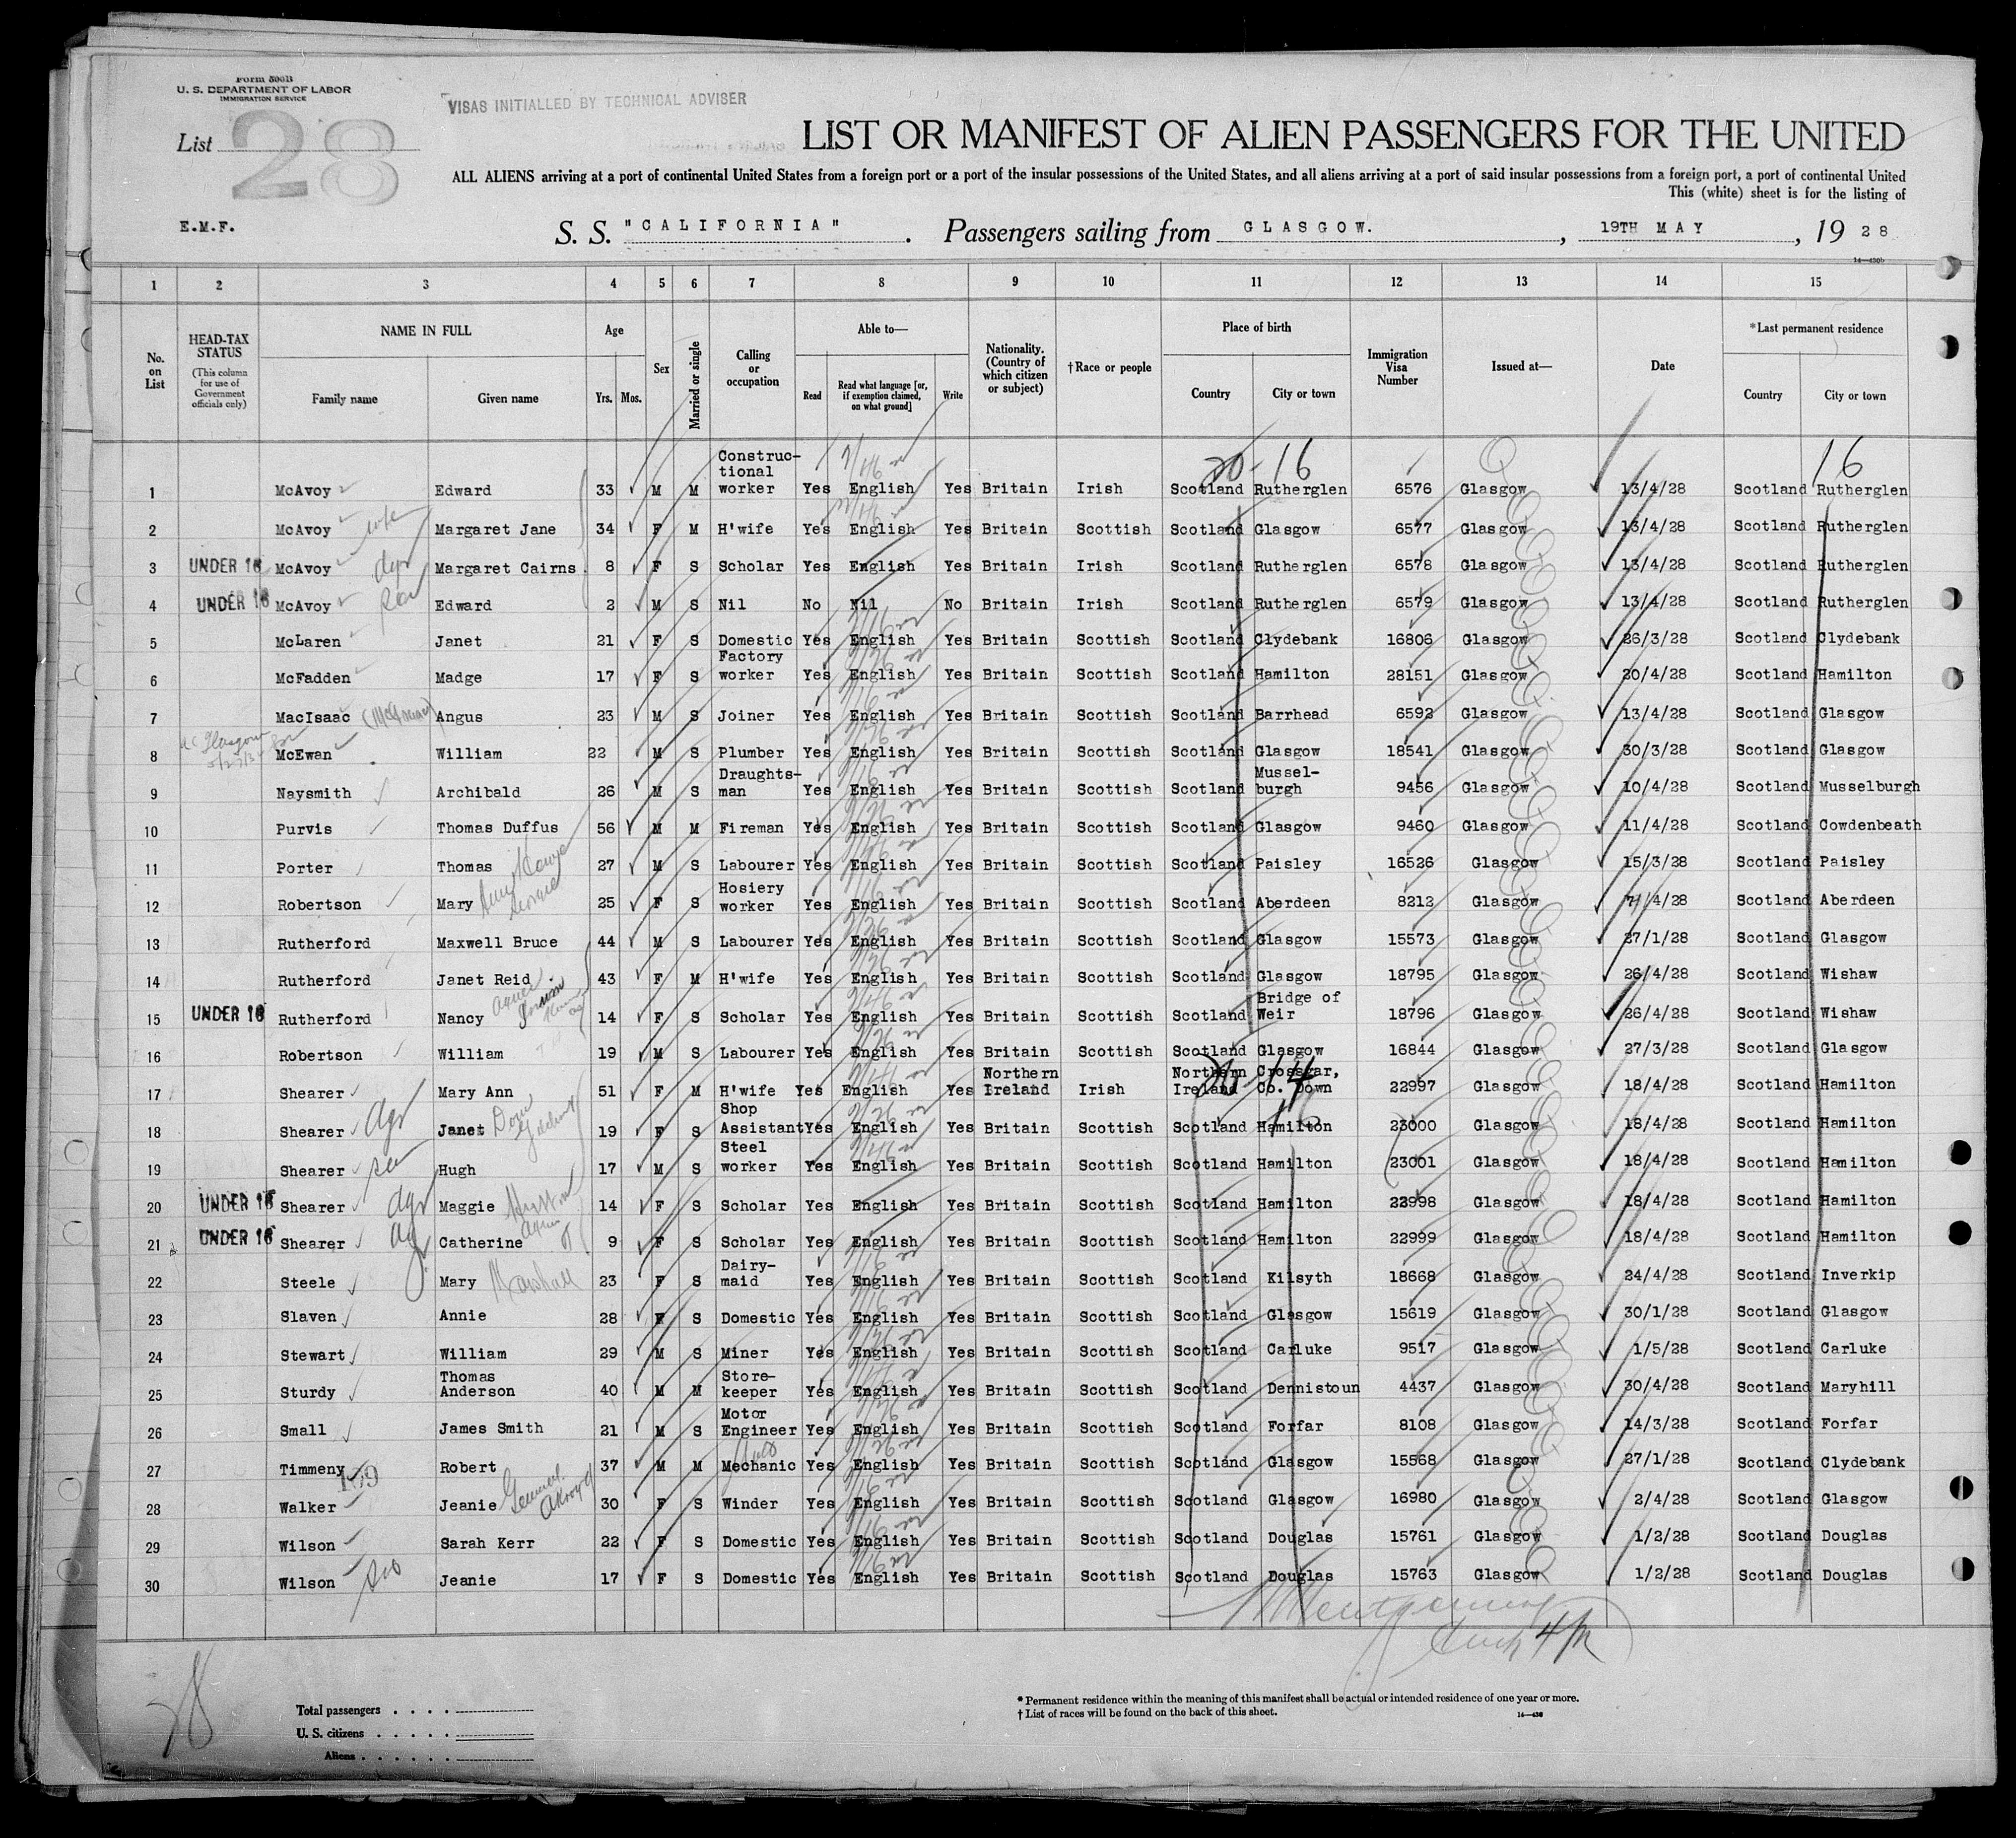 Form 500B
U. S. DEPARTMENT OF LABOR
IMMIGRATION SERVICE
VISAS INITIALLED BY TECHNICAL ADVISER
List 28
LIST OR MANIFEST OF ALIEN PASSENGERS FOR THE UNITED
ALL ALIENS arriving at a port of continental United States from a foreign port or a port of the insular possessions of the United States, and all aliens arriving at a port of said insular possessions from a foreign port, a port of continental United
This (white) sheet is for the listing of
E.M.F.
S. S. "CALIFORNIA". Passengers sailing from GLASGOW., 19TH MAY, 1928
1 2 3 4 5 6 7 8 9 10 11 12 13 14 15
No. on List
HEAD-TAX STATUS (This column for use of Government officials only)
NAME IN FULL Family name Given name
Age Yrs. Mos.
Sex
Married or single
Calling or occupation
Able to— Read Read what language [or, if exemption claimed, on what ground] Write
Nationality. (Country of which citizen or subject)
†Race or people
Place of birth Country City or town
Immigration Visa Number
Issued at—
Date
*Last permanent residence Country City or town
20-16 16
1 McAvoy Edward 33 M M Construc-tional worker Yes English Yes Britain Irish Scotland Rutherglen 6576 Glasgow 13/4/28 Scotland Rutherglen
2 McAvoy wife Margaret Jane 34 F M H'wife Yes English Yes Britain Scottish Scotland Glasgow 6577 Glasgow 13/4/28 Scotland Rutherglen
3 UNDER 16 McAvoy Margaret Cairns 8 F S Scholar Yes English Yes Britain Irish Scotland Rutherglen 6578 Glasgow 13/4/28 Scotland Rutherglen
4 UNDER 16 McAvoy Edward 2 M S Nil No Nil No Britain Irish Scotland Rutherglen 6579 Glasgow 13/4/28 Scotland Rutherglen
5 McLaren Janet 21 F S Domestic Yes English Yes Britain Scottish Scotland Clydebank 16806 Glasgow 26/3/28 Scotland Clydebank
6 McFadden Madge 17 F S Factory worker Yes English Yes Britain Scottish Scotland Hamilton 28151 Glasgow 20/4/28 Scotland Hamilton
7 MacIsaac Angus 23 M S Joiner Yes English Yes Britain Scottish Scotland Barrhead 6592 Glasgow 13/4/28 Scotland Glasgow
8 McEwan William 22 M S Plumber Yes English Yes Britain Scottish Scotland Glasgow 18541 Glasgow 30/3/28 Scotland Glasgow
9 Naysmith Archibald 26 M S Draughts-man Yes English Yes Britain Scottish Scotland Mussel-burgh 9456 Glasgow 10/4/28 Scotland Musselburgh
10 Purvis Thomas Duffus 56 M M Fireman Yes English Yes Britain Scottish Scotland Glasgow 9460 Glasgow 11/4/28 Scotland Cowdenbeath
11 Porter Thomas 27 M S Labourer Yes English Yes Britain Scottish Scotland Paisley 16526 Glasgow 15/3/28 Scotland Paisley
12 Robertson Mary 25 F S Hosiery worker Yes English Yes Britain Scottish Scotland Aberdeen 8212 Glasgow 7/4/28 Scotland Aberdeen
13 Rutherford Maxwell Bruce 44 M S Labourer Yes English Yes Britain Scottish Scotland Glasgow 15573 Glasgow 27/1/28 Scotland Glasgow
14 Rutherford Janet Reid 43 F M H'wife Yes English Yes Britain Scottish Scotland Glasgow 18795 Glasgow 26/4/28 Scotland Wishaw
15 UNDER 16 Rutherford Nancy 14 F S Scholar Yes English Yes Britain Scottish Scotland Bridge of Weir 18796 Glasgow 26/4/28 Scotland Wishaw
16 Robertson William 19 M S Labourer Yes English Yes Britain Scottish Scotland Glasgow 16844 Glasgow 27/3/28 Scotland Glasgow
17 Shearer Mary Ann 51 F M H'wife Yes English Yes Northern Ireland Irish Northern Ireland Crossgar, Co. Down 22997 Glasgow 18/4/28 Scotland Hamilton
18 Shearer Janet 19 F S Shop Assistant Yes English Yes Britain Scottish Scotland Hamilton 23000 Glasgow 18/4/28 Scotland Hamilton
19 Shearer Hugh 17 M S Steel worker Yes English Yes Britain Scottish Scotland Hamilton 23001 Glasgow 18/4/28 Scotland Hamilton
20 UNDER 16 Shearer Maggie 14 F S Scholar Yes English Yes Britain Scottish Scotland Hamilton 22998 Glasgow 18/4/28 Scotland Hamilton
21 UNDER 16 Shearer Catherine 9 F S Scholar Yes English Yes Britain Scottish Scotland Hamilton 22999 Glasgow 18/4/28 Scotland Hamilton
22 Steele Mary Marshall 23 F S Dairy-maid Yes English Yes Britain Scottish Scotland Kilsyth 18668 Glasgow 24/4/28 Scotland Inverkip
23 Slaven Annie 28 F S Domestic Yes English Yes Britain Scottish Scotland Glasgow 15619 Glasgow 30/1/28 Scotland Glasgow
24 Stewart William 29 M S Miner Yes English Yes Britain Scottish Scotland Carluke 9517 Glasgow 1/5/28 Scotland Carluke
25 Sturdy Thomas Anderson 40 M M Store-keeper Yes English Yes Britain Scottish Scotland Dennistoun 4437 Glasgow 30/4/28 Scotland Maryhill
26 Small James Smith 21 M S Motor Engineer Yes English Yes Britain Scottish Scotland Forfar 8108 Glasgow 14/3/28 Scotland Forfar
27 Timmeny Robert 37 M M Mechanic Yes English Yes Britain Scottish Scotland Glasgow 15568 Glasgow 27/1/28 Scotland Clydebank
28 Walker Jeanie 30 F S Winder Yes English Yes Britain Scottish Scotland Glasgow 16980 Glasgow 2/4/28 Scotland Glasgow
29 Wilson Sarah Kerr 22 F S Domestic Yes English Yes Britain Scottish Scotland Douglas 15761 Glasgow 1/2/28 Scotland Douglas
30 Wilson Jeanie 17 F S Domestic Yes English Yes Britain Scottish Scotland Douglas 15763 Glasgow 1/2/28 Scotland Douglas
28
Total passengers
U. S. citizens
Aliens
* Permanent residence within the meaning of this manifest shall be actual or intended residence of one year or more.
† List of races will be found on the back of this sheet.